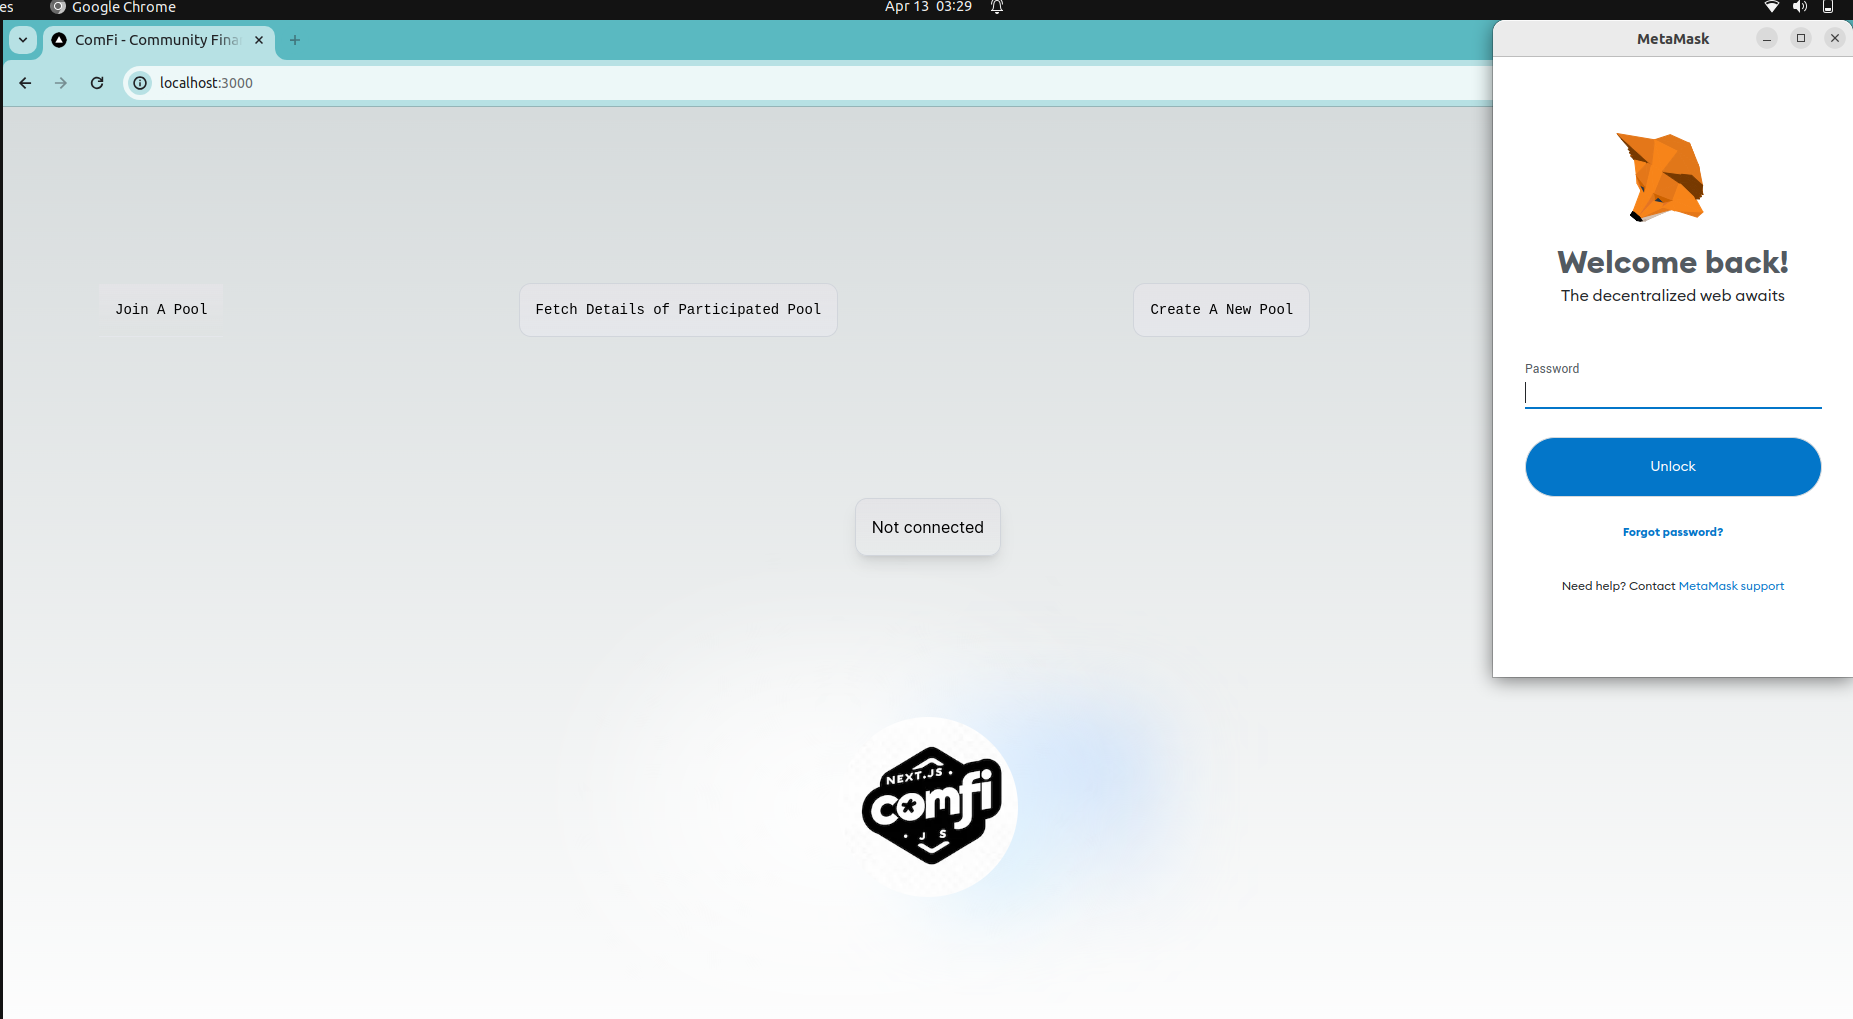 es
Google Chrome
Apr 13 03:29
ComFi - Community Fina
MetaMask
localhost:3000
Welcome back!
The decentralized web awaits
Join A Pool
Fetch Details of Participated Pool
Create A New Pool
Password
Unlock
Not connected
Forgot password?
Need help? Contact MetaMask support
NEXT.JS
comfi
JS